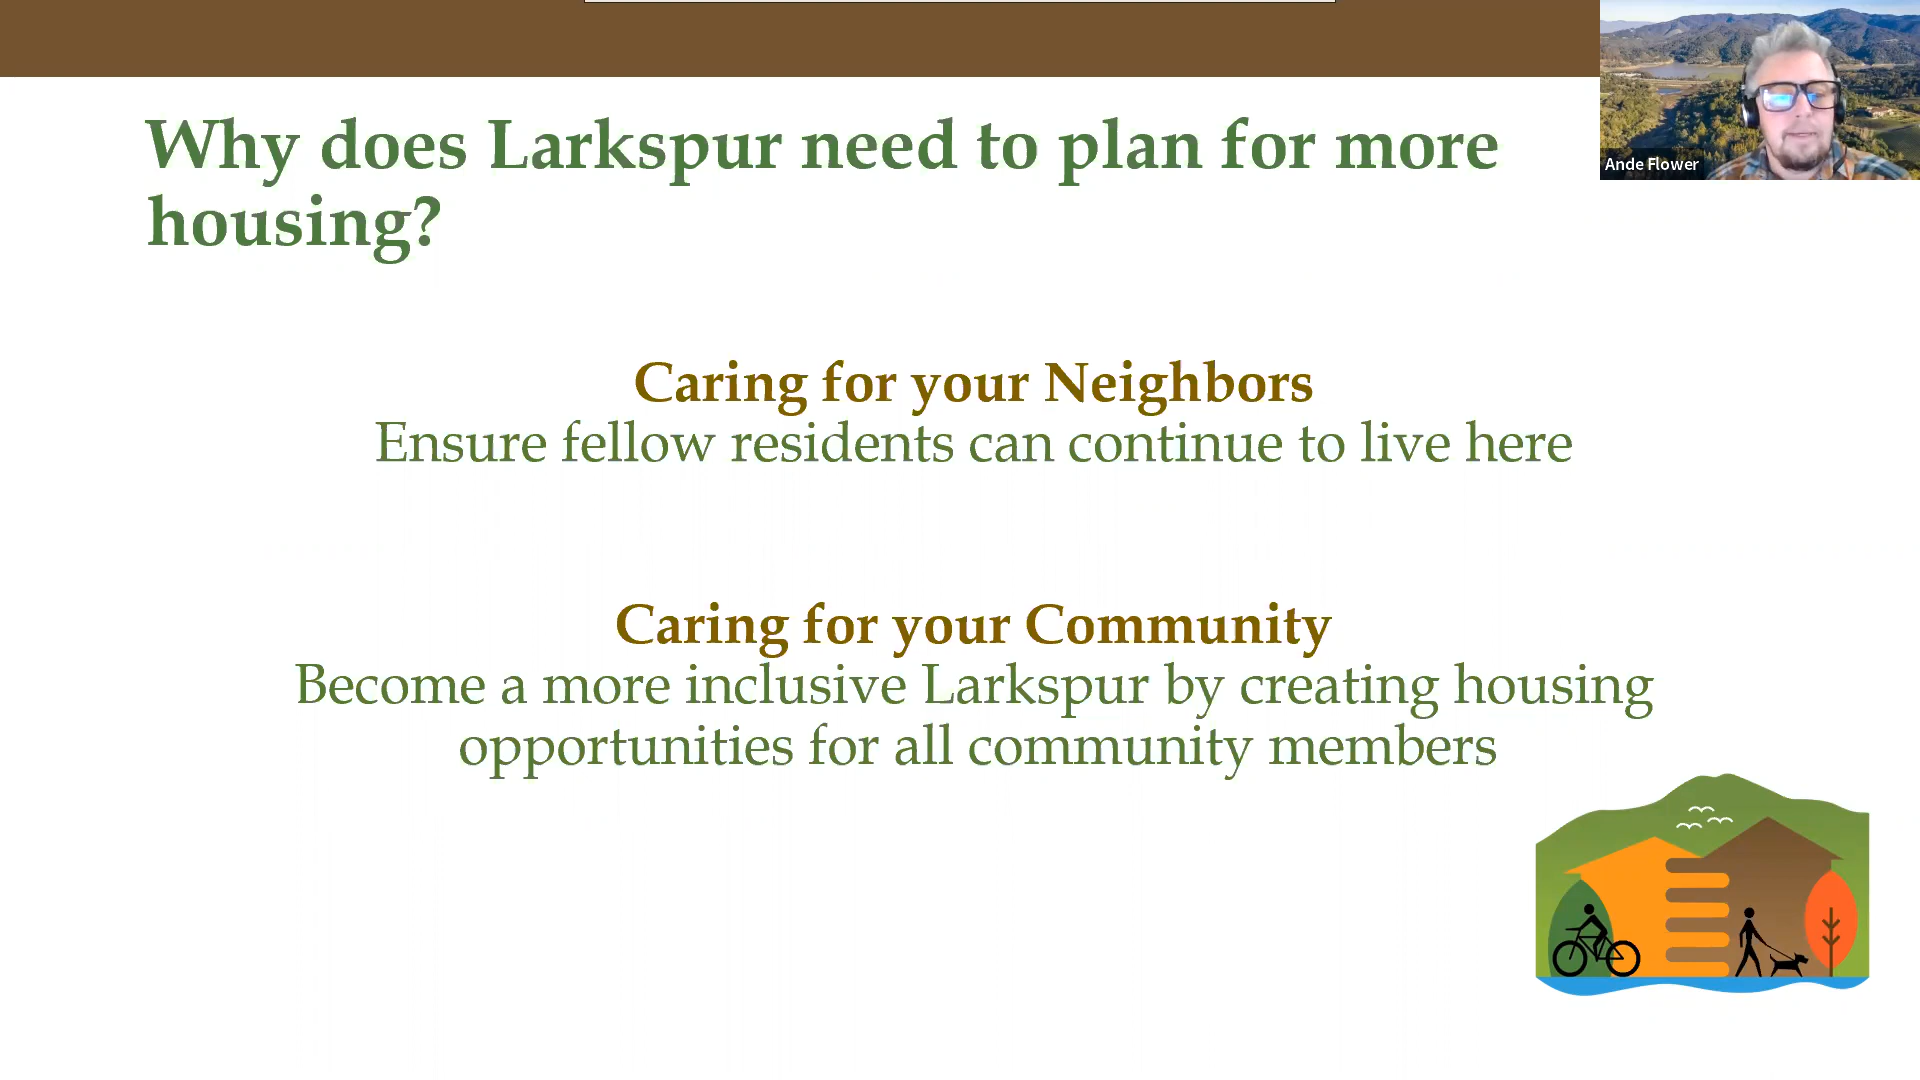 Why does Larkspur need to plan for more
housing?
Ande Flower
Caring for your Neighbors
Ensure fellow residents can continue to live here
Caring for your Community
Become a more inclusive Larkspur by creating housing
opportunities for all community members